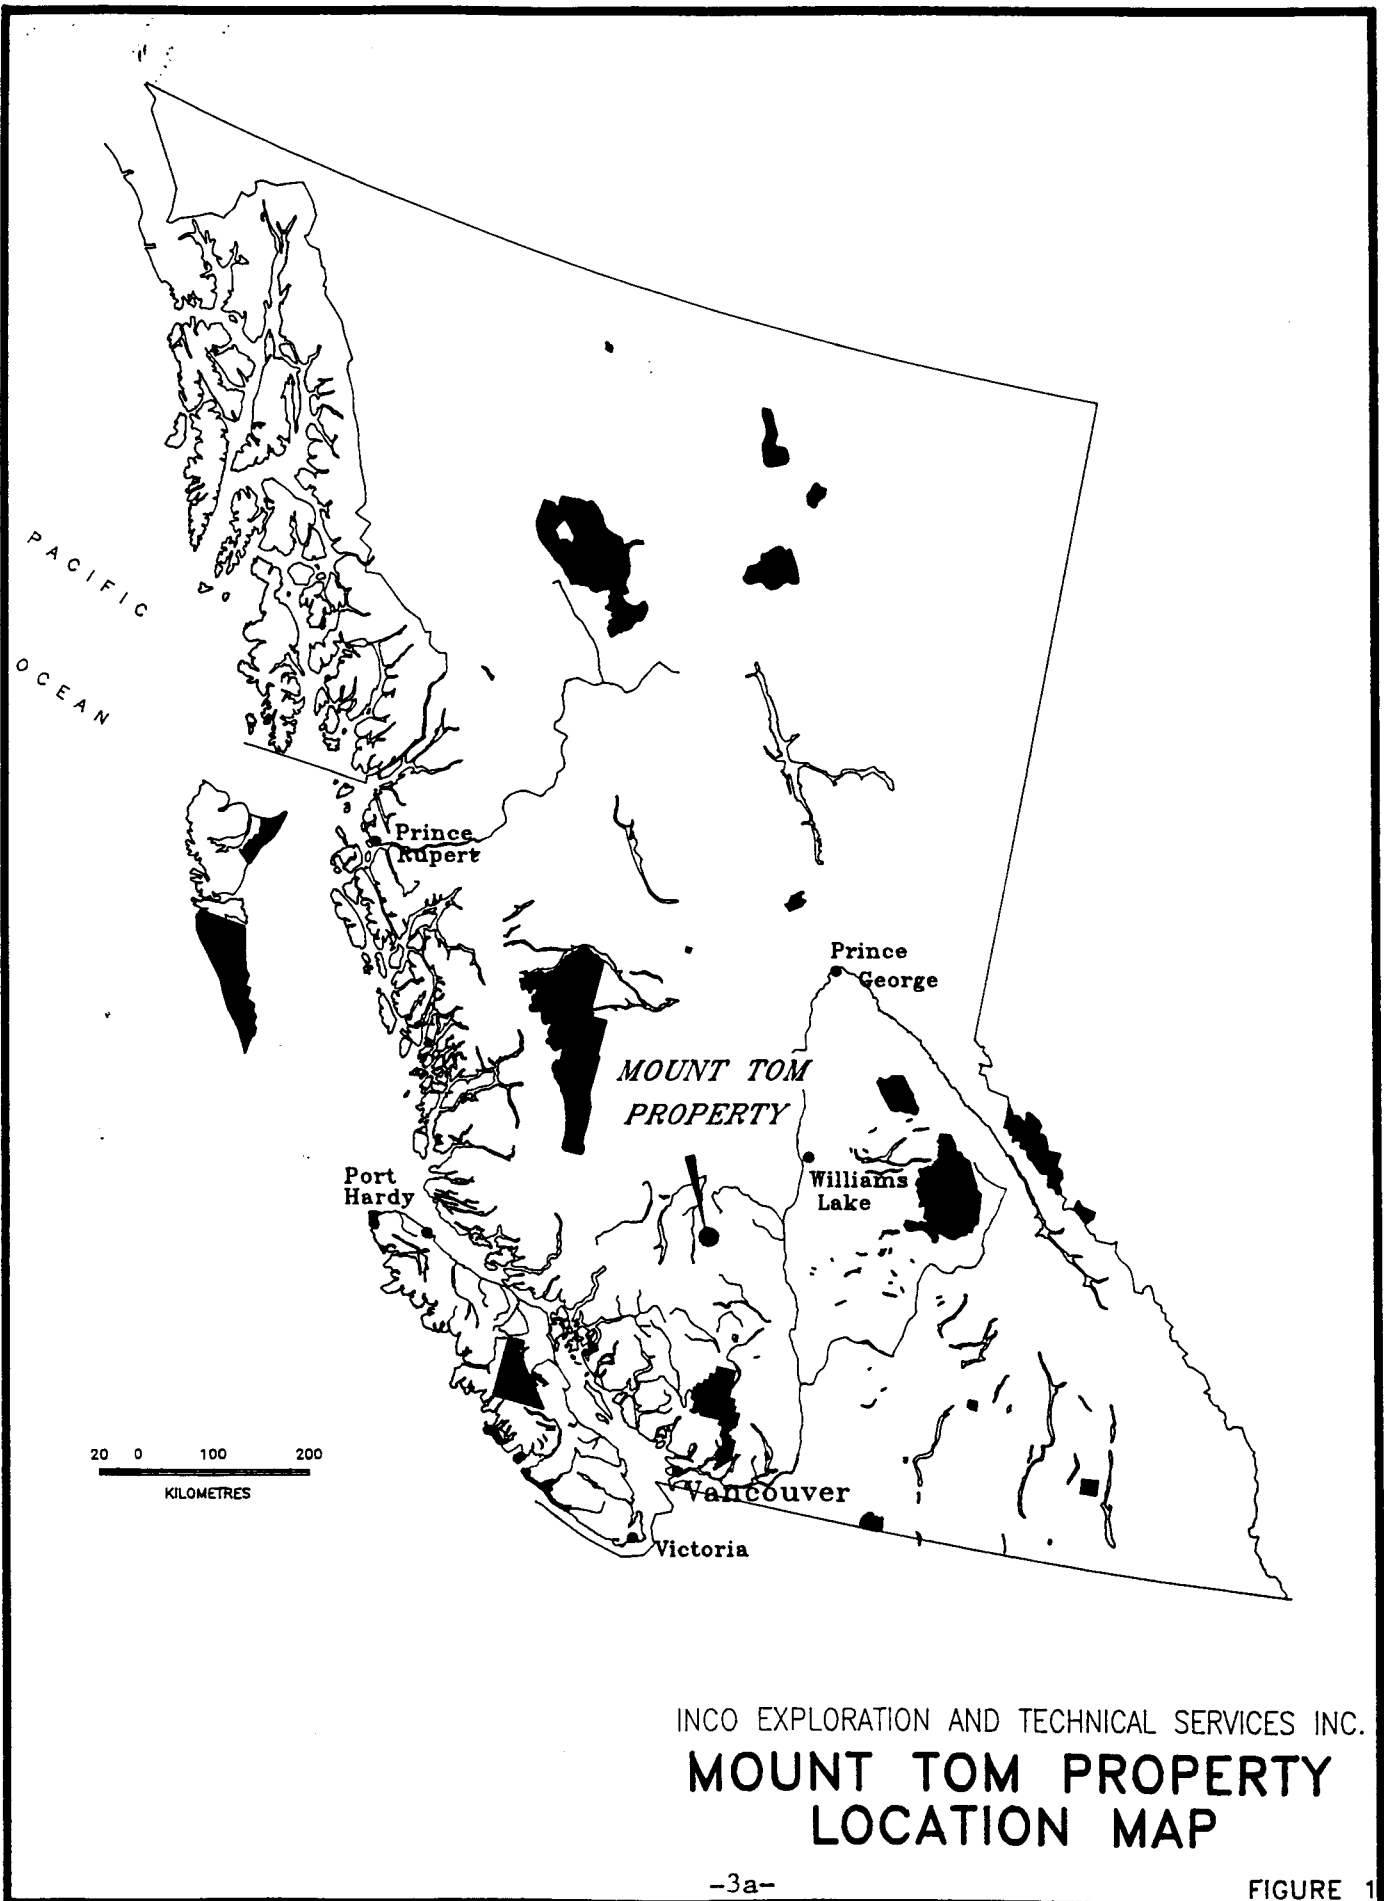 PACIFIC
OCEAN
Prince
Rupert
Prince
George
MOUNT TOM
PROPERTY
Port
Hardy
Williams
Lake
20 0 100 200
KILOMETRES
Vancouver
Victoria
INCO EXPLORATION AND TECHNICAL SERVICES INC.
MOUNT TOM PROPERTY
LOCATION MAP
-3a-
FIGURE 1